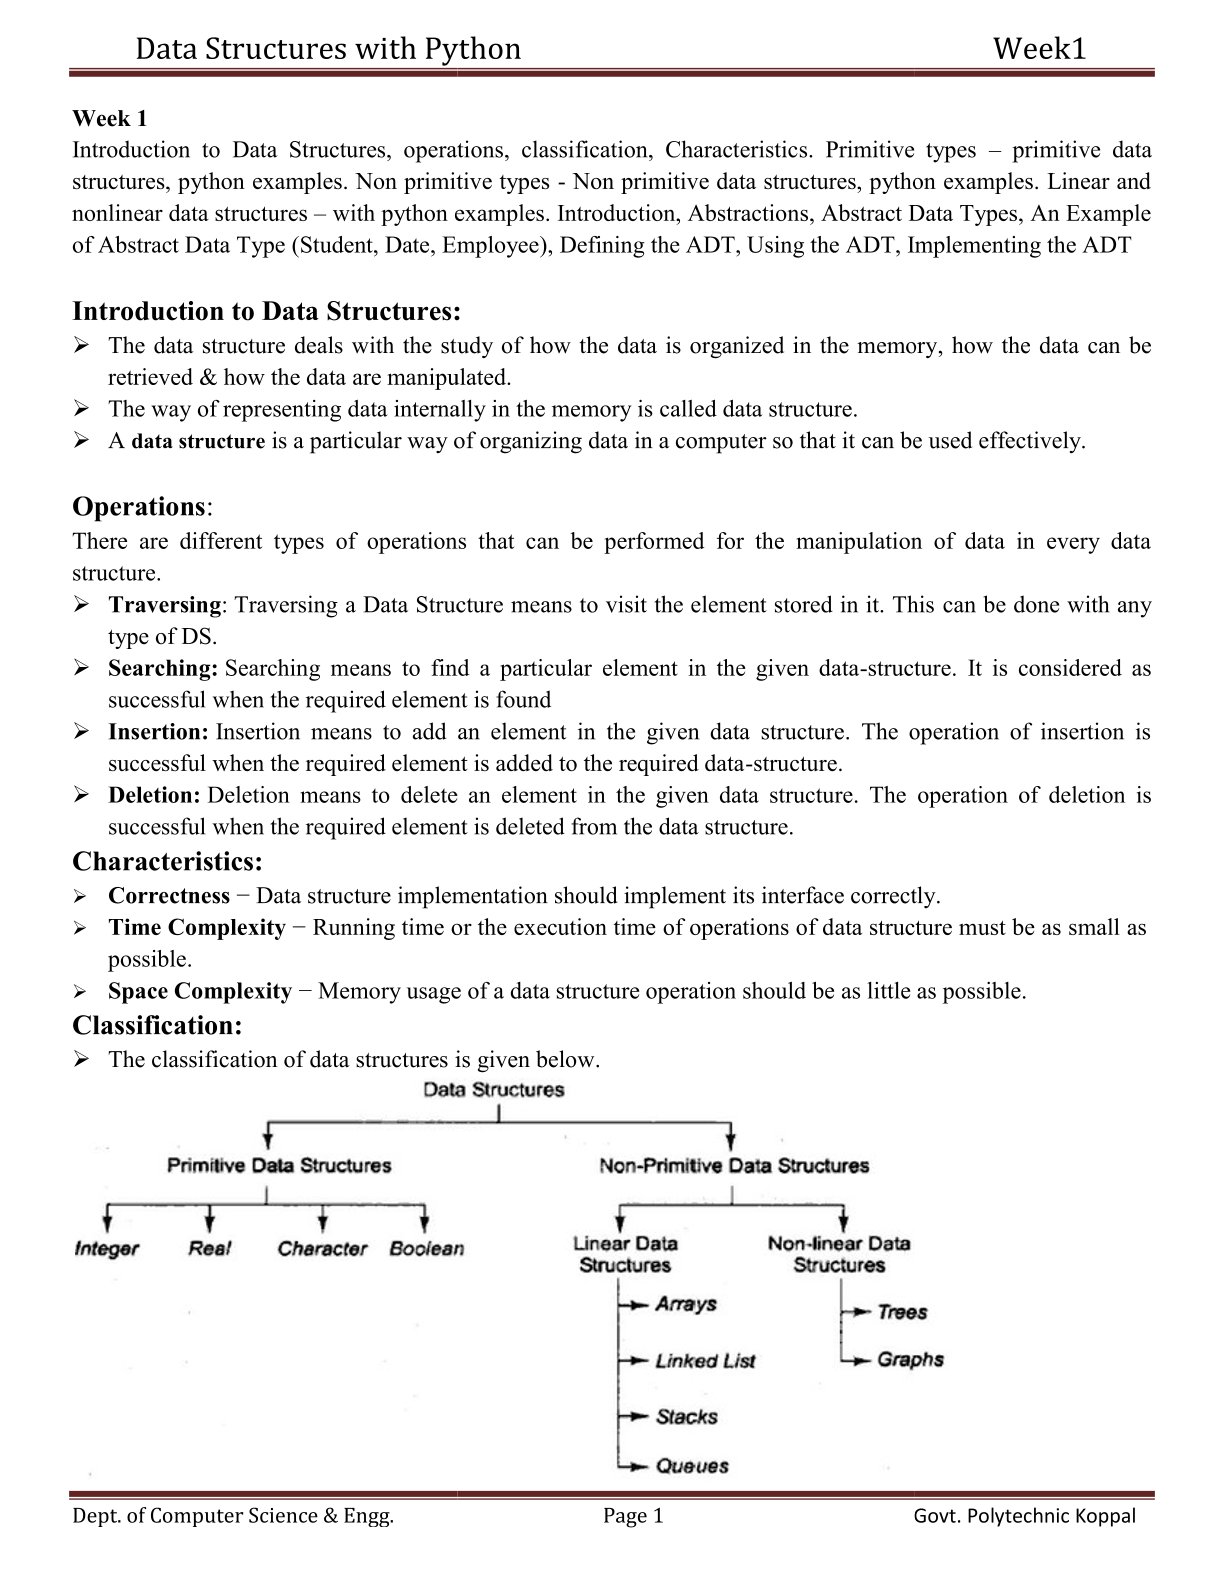 Data Structures with Python Week1
Week 1
Introduction to Data Structures, operations, classification, Characteristics. Primitive types – primitive data
structures, python examples. Non primitive types - Non primitive data structures, python examples. Linear and
nonlinear data structures – with python examples. Introduction, Abstractions, Abstract Data Types, An Example
of Abstract Data Type (Student, Date, Employee), Defining the ADT, Using the ADT, Implementing the ADT
Introduction to Data Structures:
➢ The data structure deals with the study of how the data is organized in the memory, how the data can be
retrieved & how the data are manipulated.
➢ The way of representing data internally in the memory is called data structure.
➢ A data structure is a particular way of organizing data in a computer so that it can be used effectively.
Operations:
There are different types of operations that can be performed for the manipulation of data in every data
structure.
➢ Traversing: Traversing a Data Structure means to visit the element stored in it. This can be done with any
type of DS.
➢ Searching: Searching means to find a particular element in the given data-structure. It is considered as
successful when the required element is found
➢ Insertion: Insertion means to add an element in the given data structure. The operation of insertion is
successful when the required element is added to the required data-structure.
➢ Deletion: Deletion means to delete an element in the given data structure. The operation of deletion is
successful when the required element is deleted from the data structure.
Characteristics:
➢ Correctness − Data structure implementation should implement its interface correctly.
➢ Time Complexity − Running time or the execution time of operations of data structure must be as small as
possible.
➢ Space Complexity − Memory usage of a data structure operation should be as little as possible.
Classification:
➢ The classification of data structures is given below.
Data Structures
Primitive Data Structures Non-Primitive Data Structures
Integer Real Character Boolean
Linear Data
Structures
Non-linear Data
Structures
Arrays
Linked List
Stacks
Queues
Trees
Graphs
Dept. of Computer Science & Engg. Page 1 Govt. Polytechnic Koppal